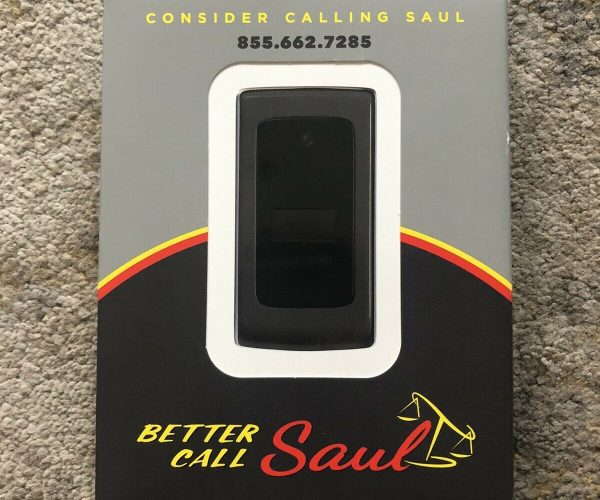 CONSIDER CALLING SAUL
855.662.7285
BETTER
CALL Saul